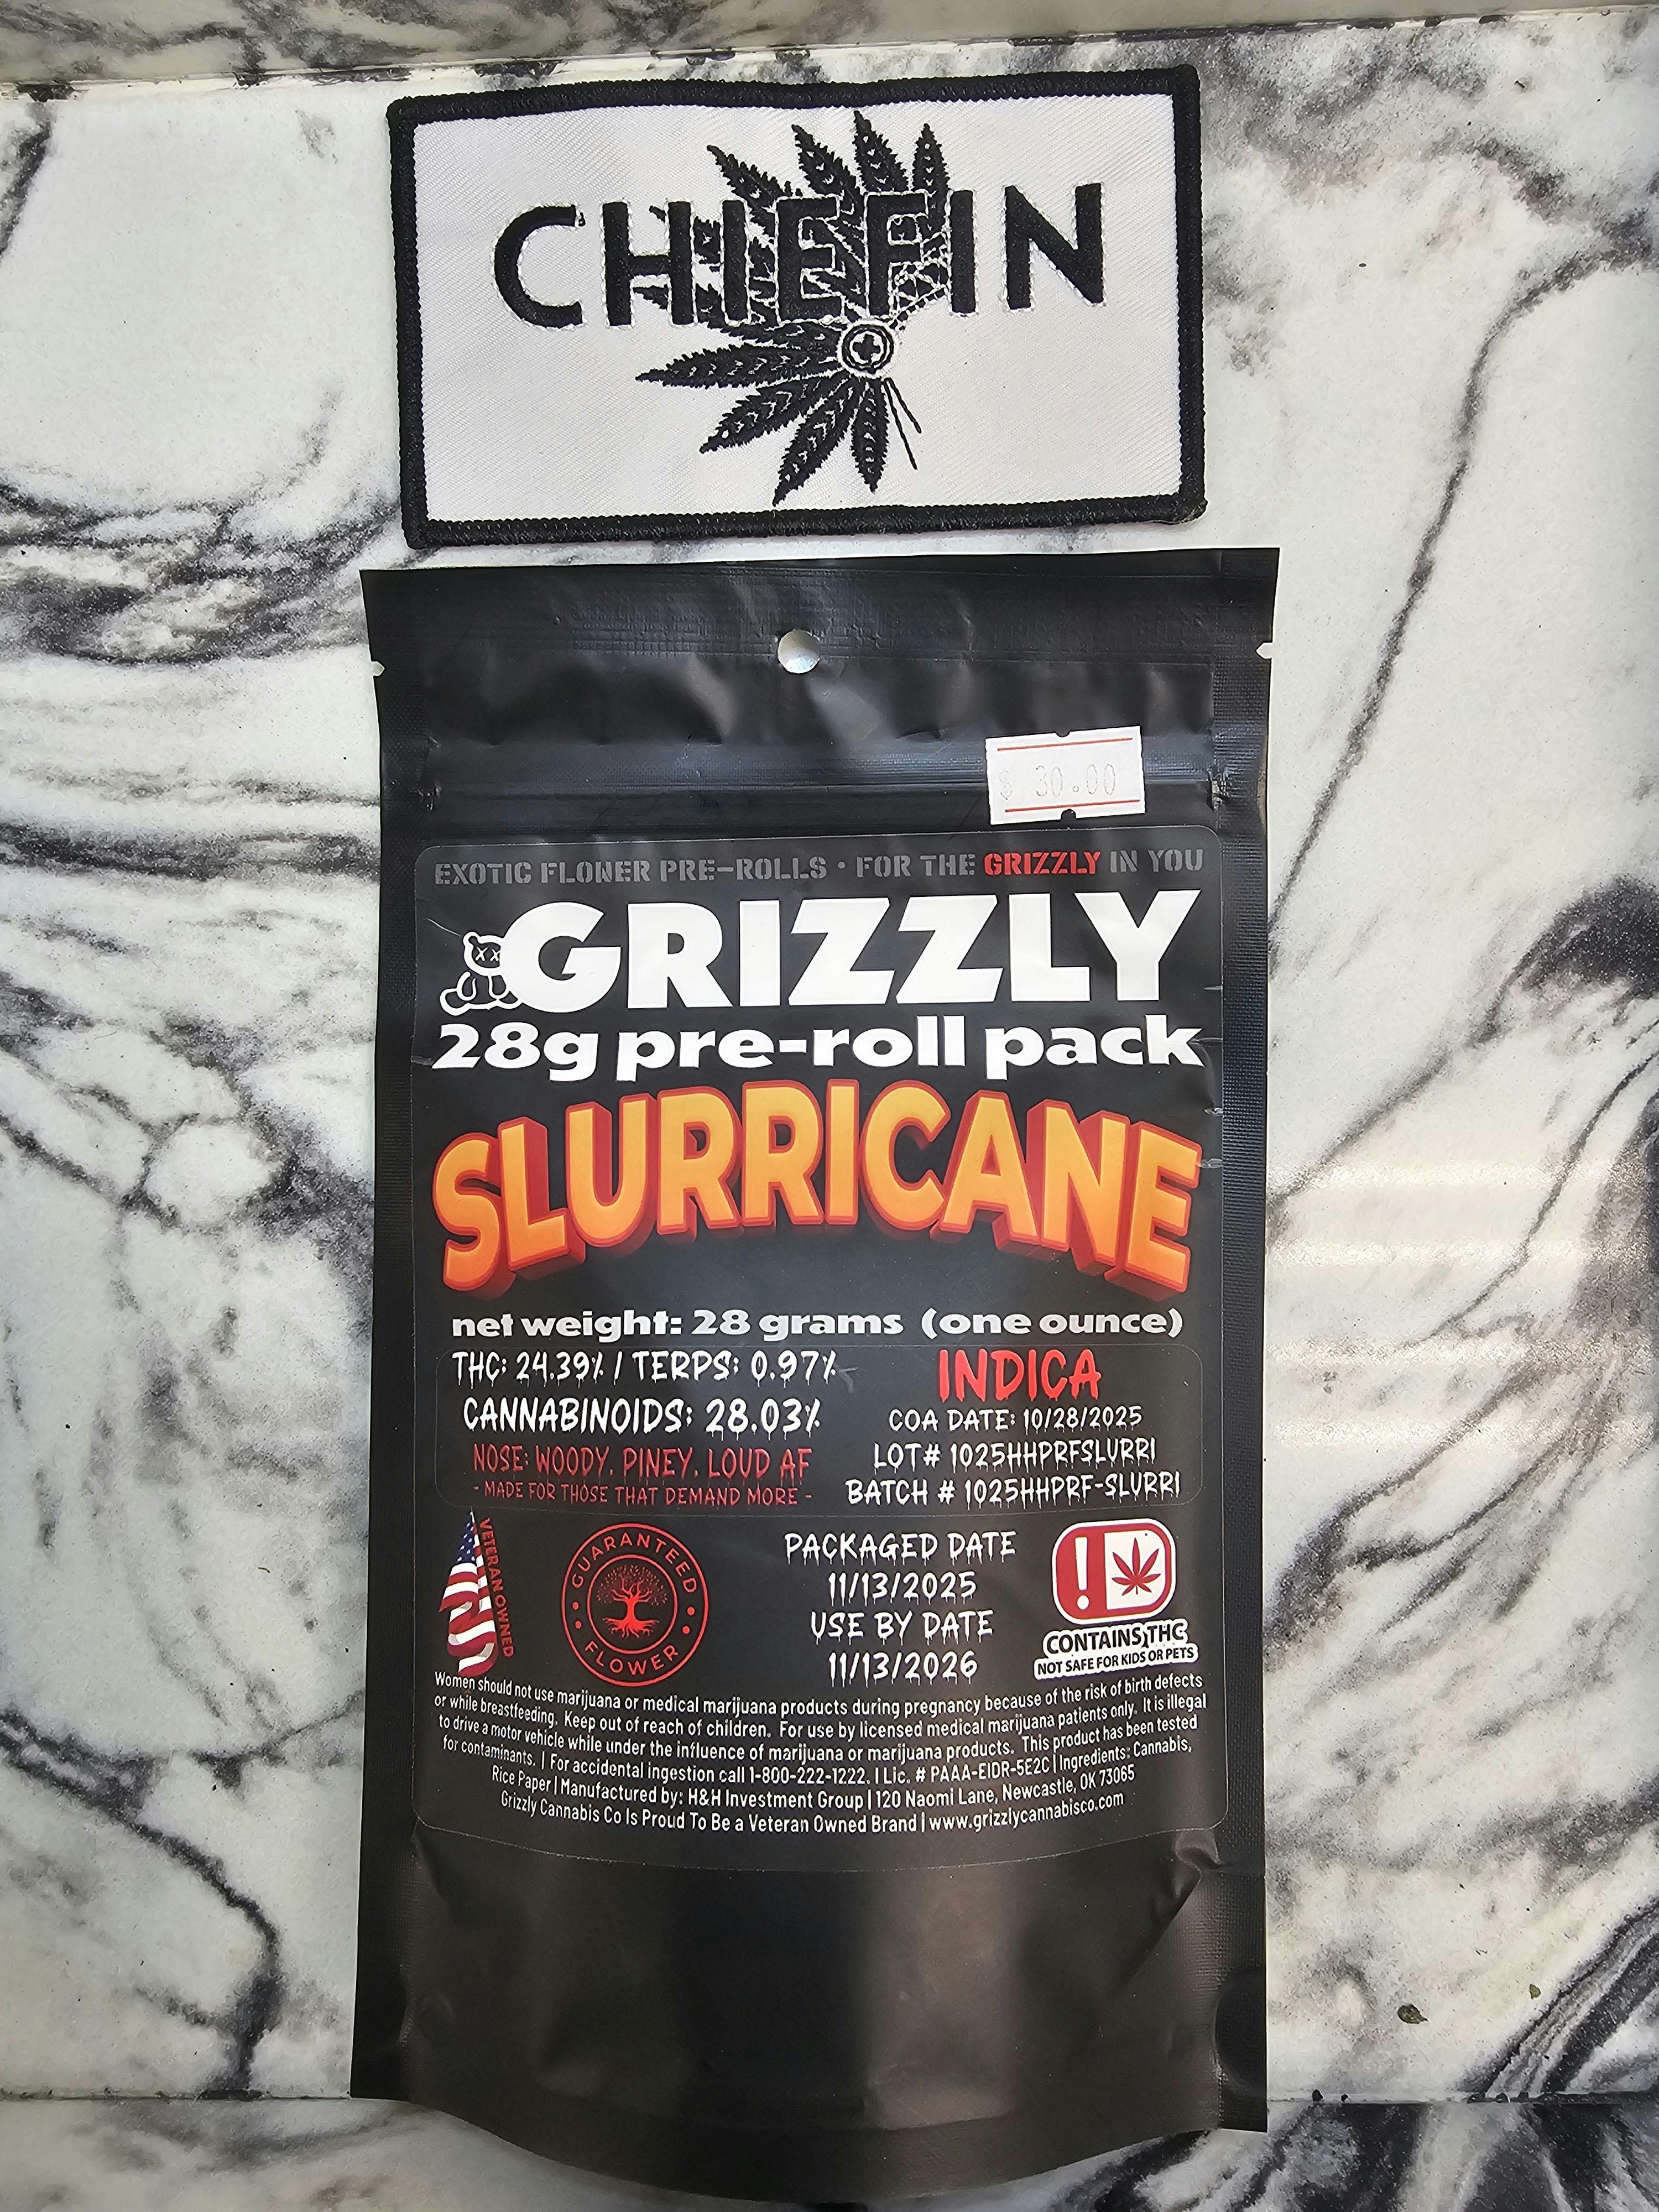 CHIEFIN
$ 30.00
EXOTIC FLOWER PRE-ROLLS • FOR THE GRIZZLY IN YOU
GRIZZLY
28g pre-roll pack
SLURRICANE
net weight: 28 grams (one ounce)
THC: 24.39% / TERPS: 0.97%
CANNABINOIDS: 28.03%
NOSE: WOODY, PINEY, LOUD AF
- MADE FOR THOSE THAT DEMAND MORE -
INDICA
COA DATE: 10/28/2025
LOT# 1025HHPRFSLURRI
BATCH # 1025HHPRF-SLURRI
VETERAN OWNED
GUARANTEED
FLOWER
PACKAGED DATE
11/13/2025
USE BY DATE
11/13/2026
!
CONTAINS THC
NOT SAFE FOR KIDS OR PETS
Women should not use marijuana or medical marijuana products during pregnancy because of the risk of birth defects
or while breastfeeding. Keep out of reach of children. For use by licensed medical marijuana patients only. It is illegal
to drive a motor vehicle while under the influence of marijuana or marijuana products. This product has been tested
for contaminants. | For accidental ingestion call 1-800-222-1222. | Lic. # PAAA-EIDR-5E2C | Ingredients: Cannabis,
Rice Paper | Manufactured by: H&H Investment Group | 120 Naomi Lane, Newcastle, OK 73065
Grizzly Cannabis Co Is Proud To Be a Veteran Owned Brand | www.grizzlycannabisco.com